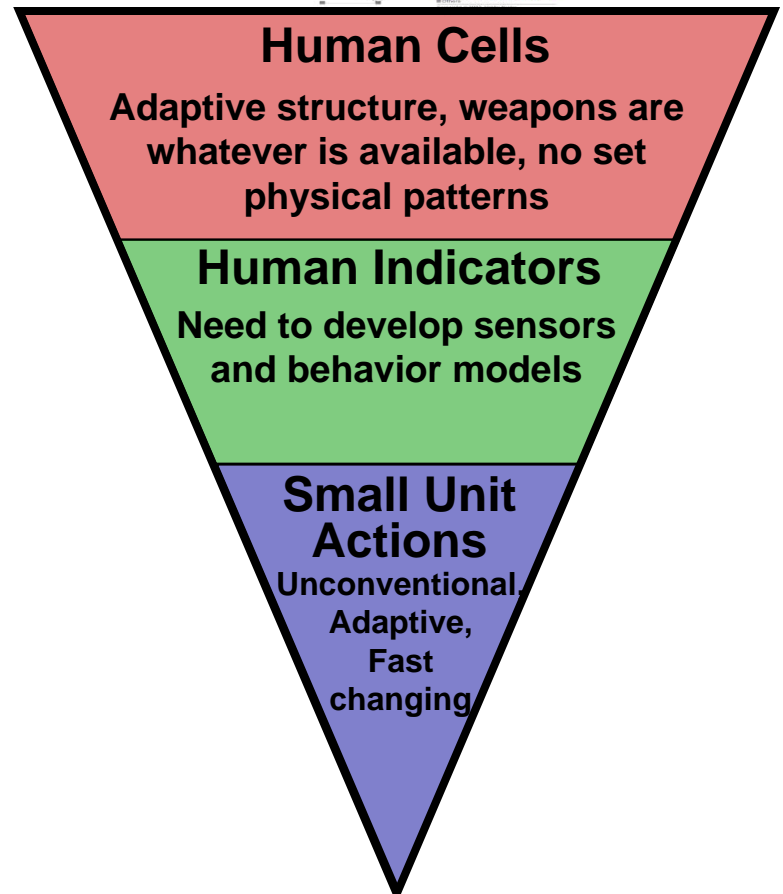 Human Cells
Adaptive structure, weapons are
whatever is available, no set
physical patterns
Human Indicators
Need to develop sensors
and behavior models
Small Unit
Actions
Unconventional,
Adaptive,
Fast
changing